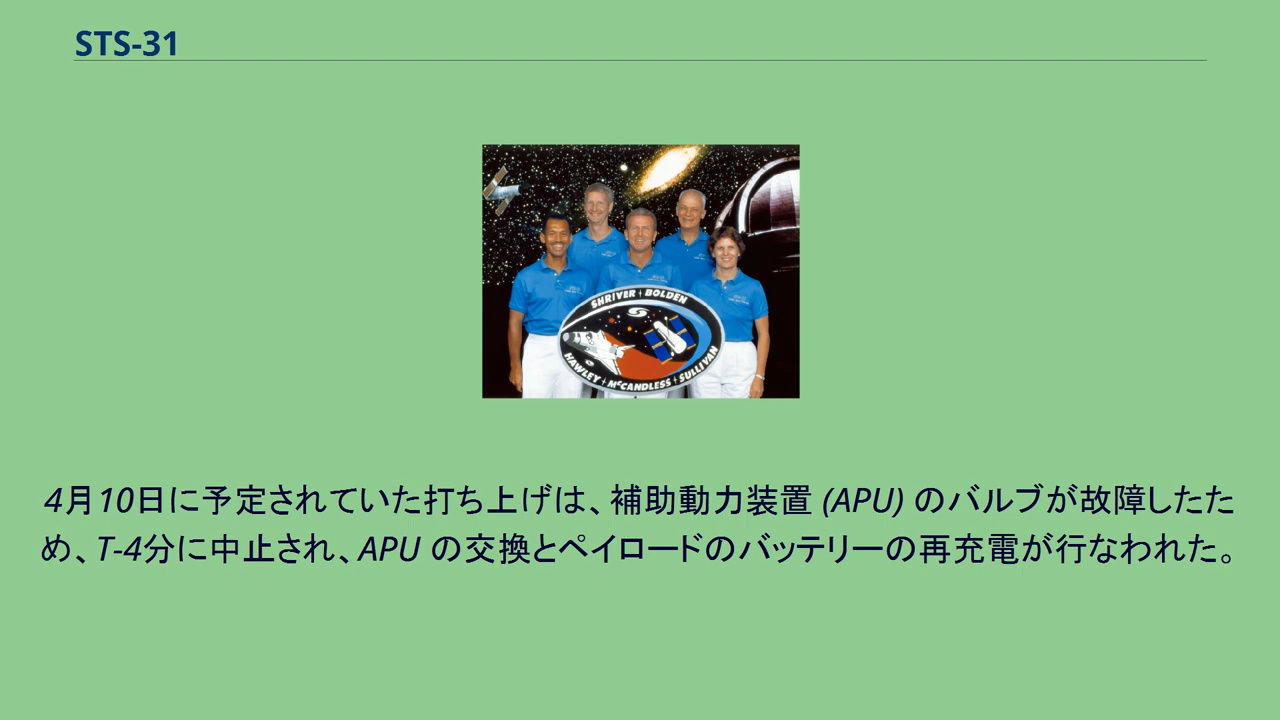 STS-31
SHRIVER BOLDEN
HAWLEY McCANDLESS SULLIVAN
4月10日に予定されていた打ち上げは、補助動力装置 (APU) のバルブが故障したた
め、T-4分に中止され、APU の交換とペイロードのバッテリーの再充電が行なわれた。